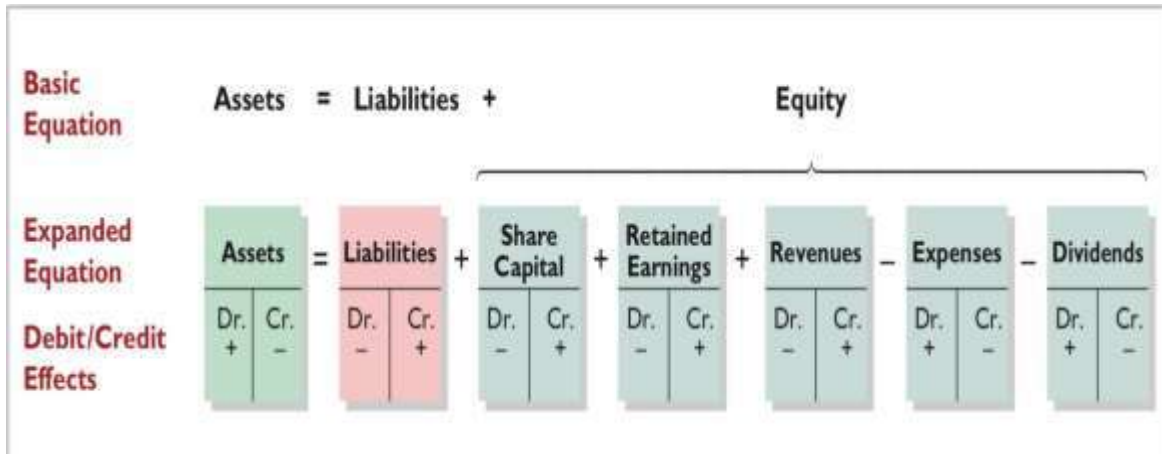 Basic
Equation
Assets = Liabilities + Equity
Expanded
Equation
Assets = Liabilities + Share Capital + Retained Earnings + Revenues – Expenses – Dividends
Debit/Credit
Effects
Dr. Cr. Dr. Cr. Dr. Cr. Dr. Cr. Dr. Cr. Dr. Cr. Dr. Cr.
+ – – + – + – + – + + – + –